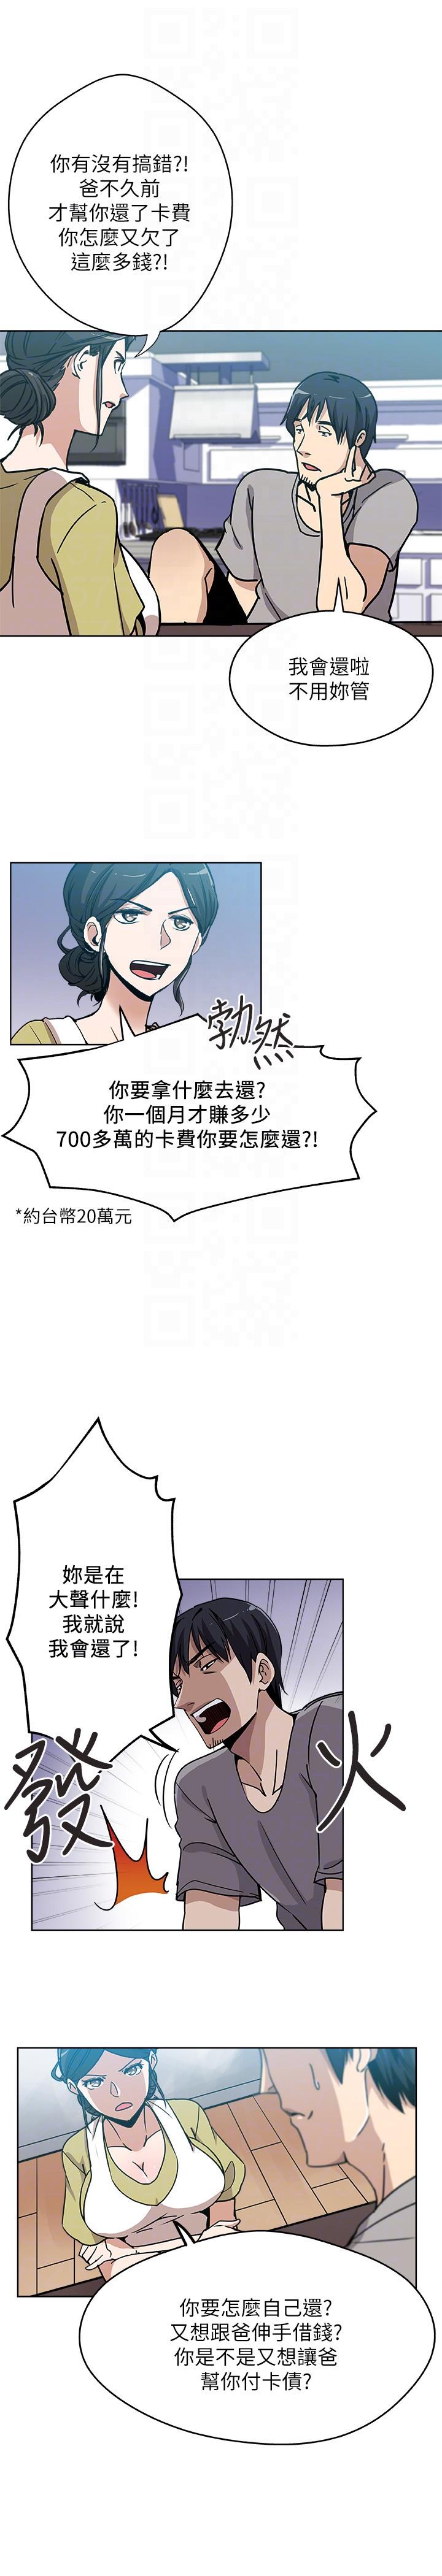 你有沒有搞錯?!
爸不久前
才幫你還了卡費
你怎麼又欠了
這麼多錢?!
我會還啦
不用妳管
勃然
你要拿什麼去還?
你一個月才賺多少
700多萬的卡費你要怎麼還?!
*約台幣20萬元
妳是在
大聲什麼!
我就說
我會還了!
發火
你要怎麼自己還?
又想跟爸伸手借錢?
你是不是又想讓爸
幫你付卡債?